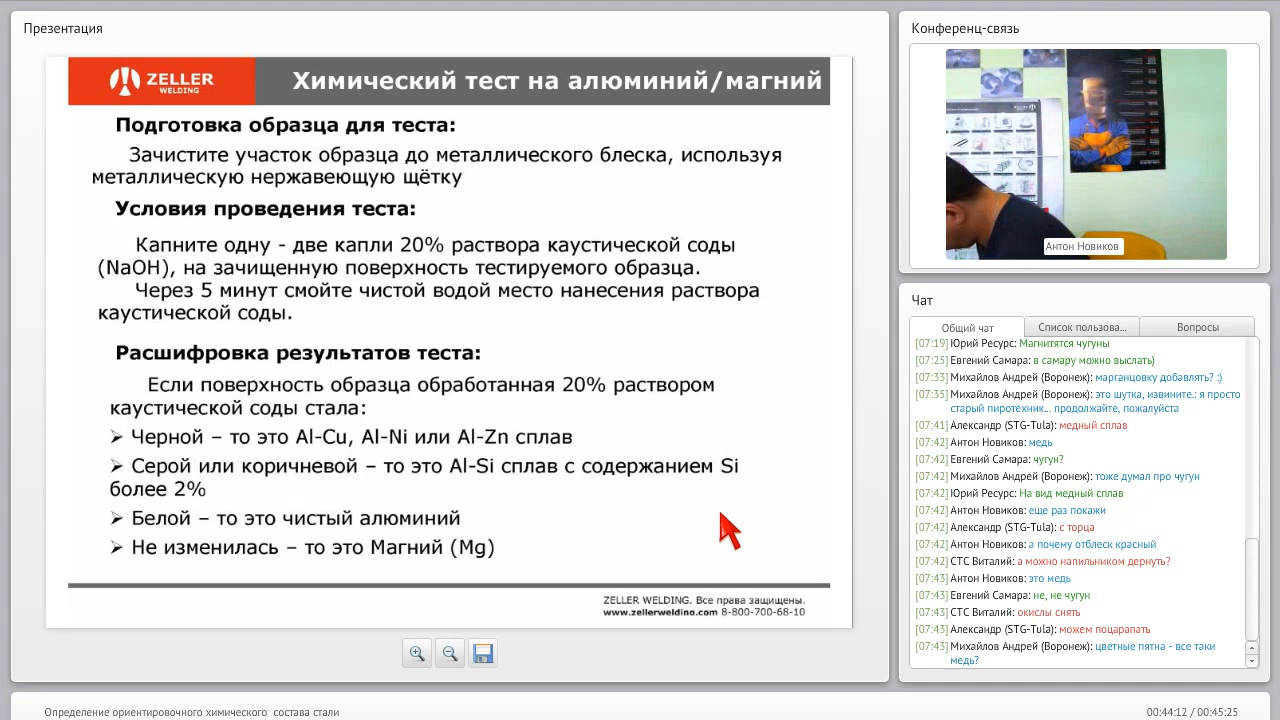 Презентация
ZELLER
WELDING
Химический тест на алюминий/магний
Подготовка образца для теста:
Зачистите участок образца до металлического блеска, используя
металлическую нержавеющую щётку
Условия проведения теста:
Капните одну - две капли 20% раствора каустической соды
(NaOH), на зачищенную поверхность тестируемого образца.
Через 5 минут смойте чистой водой место нанесения раствора
каустической соды.
Расшифровка результатов теста:
Если поверхность образца обработанная 20% раствором
каустической соды стала:
➢ Черной – то это Al-Cu, Al-Ni или Al-Zn сплав
➢ Серой или коричневой – то это Al-Si сплав с содержанием Si
более 2%
➢ Белой – то это чистый алюминий
➢ Не изменилась – то это Магний (Mg)
ZELLER WELDING. Все права защищены.
www.zellerwelding.com 8-800-700-68-10
Конференц-связь
Антон Новиков
Чат
Общий чат
Список пользова...
Вопросы
[07:19] Юрий Ресурс: Магнитятся чугуны
[07:25] Евгений Самара: в самару можно выслать)
[07:33] Михайлов Андрей (Воронеж): марганцовку добавлять? :)
[07:35] Михайлов Андрей (Воронеж): это шутка, извините.: я просто
старый пиротехник... продолжайте, пожалуйста
[07:41] Александр (STG-Tula): медный сплав
[07:42] Антон Новиков: медь
[07:42] Евгений Самара: чугун?
[07:42] Михайлов Андрей (Воронеж): тоже думал про чугун
[07:42] Юрий Ресурс: На вид медный сплав
[07:42] Антон Новиков: еще раз покажи
[07:42] Александр (STG-Tula): с торца
[07:42] Антон Новиков: а почему отблеск красный
[07:42] СТС Виталий: а можно напильником дернуть?
[07:43] Антон Новиков: это медь
[07:43] Евгений Самара: не, не чугун
[07:43] СТС Виталий: окислы снять
[07:43] Александр (STG-Tula): можем поцарапать
[07:43] Михайлов Андрей (Воронеж): цветные пятна - все таки
медь?
Определение ориентировочного химического состава стали
00:44:12 / 00:45:25